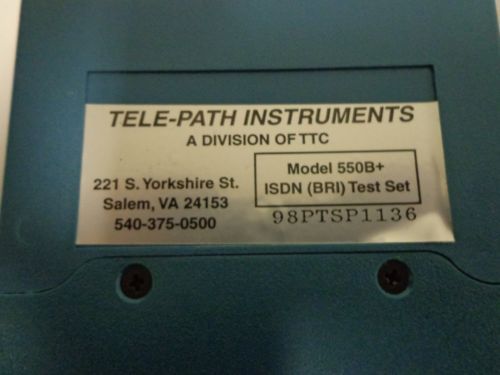 TELE-PATH INSTRUMENTS
A DIVISION OF TTC
221 S. Yorkshire St.
Salem, VA 24153
540-375-0500
Model 550B+
ISDN (BRI) Test Set
98PTSP1136